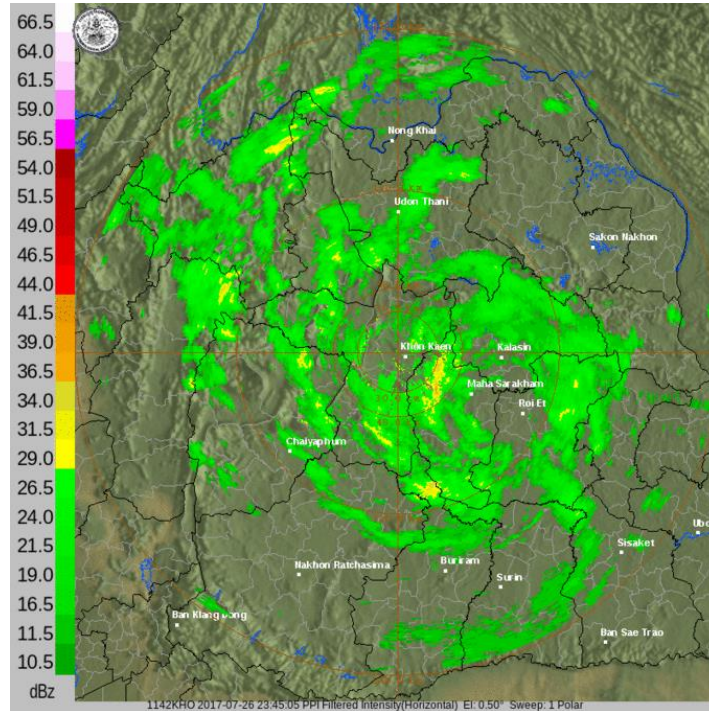 66.5
64.0
61.5
59.0
56.5
54.0
51.5
49.0
46.5
44.0
41.5
39.0
36.5
34.0
31.5
29.0
26.5
24.0
21.5
19.0
16.5
11.5
10.5
dBz
Nong Khai
Udon Thani
Sakon Nakhon
Khon Kaen
Kalasin
Maha Sarakham
Roi Et
Chaiyaphum
Ubo
Sisaket
Nakhon Ratchasima
Buriram
Surin
Ban Klang Dong
Ban Sae Trao
1142KHO 2017-07-26 23:45:05 PPI Filtered Intensity(Horizontal) El: 0.50° Sweep: 1 Polar